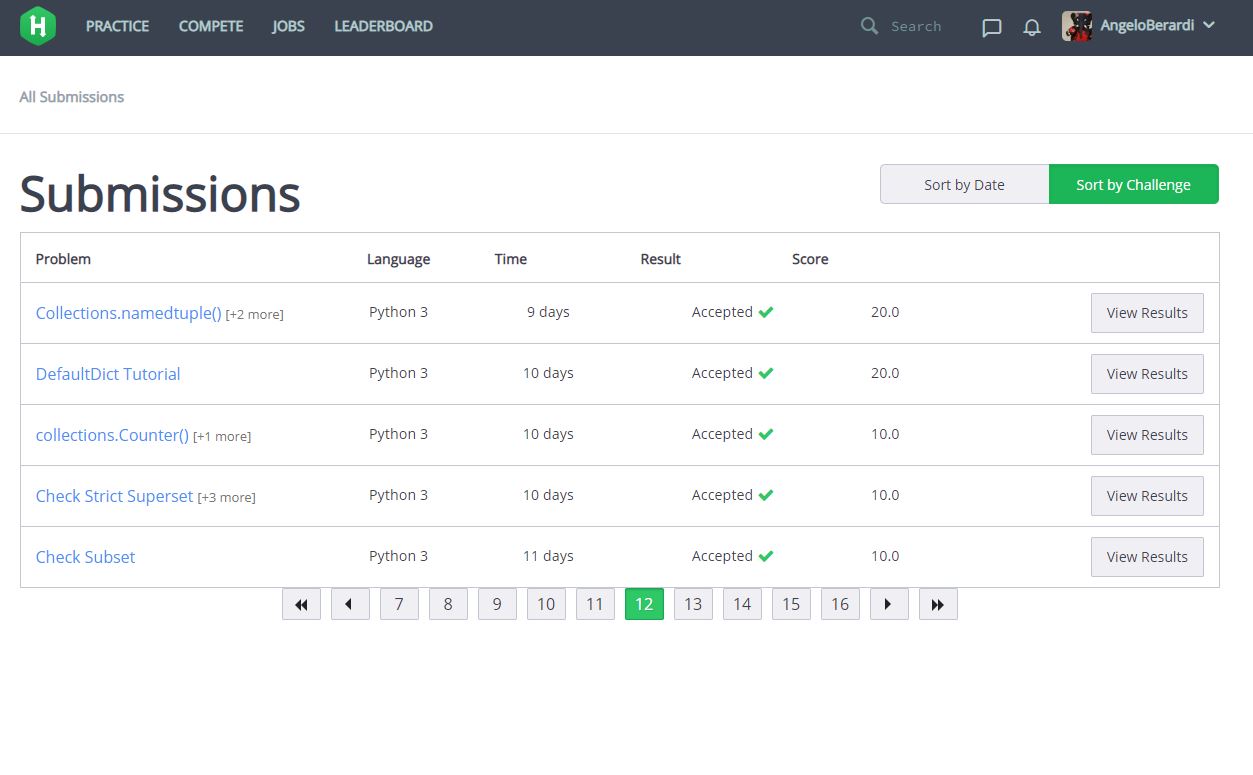 H PRACTICE COMPETE JOBS LEADERBOARD Search AngeloBerardi
All Submissions
Submissions Sort by Date Sort by Challenge
Problem Language Time Result Score
Collections.namedtuple() [+2 more] Python 3 9 days Accepted 20.0 View Results
DefaultDict Tutorial Python 3 10 days Accepted 20.0 View Results
collections.Counter() [+1 more] Python 3 10 days Accepted 10.0 View Results
Check Strict Superset [+3 more] Python 3 10 days Accepted 10.0 View Results
Check Subset Python 3 11 days Accepted 10.0 View Results
7 8 9 10 11 12 13 14 15 16